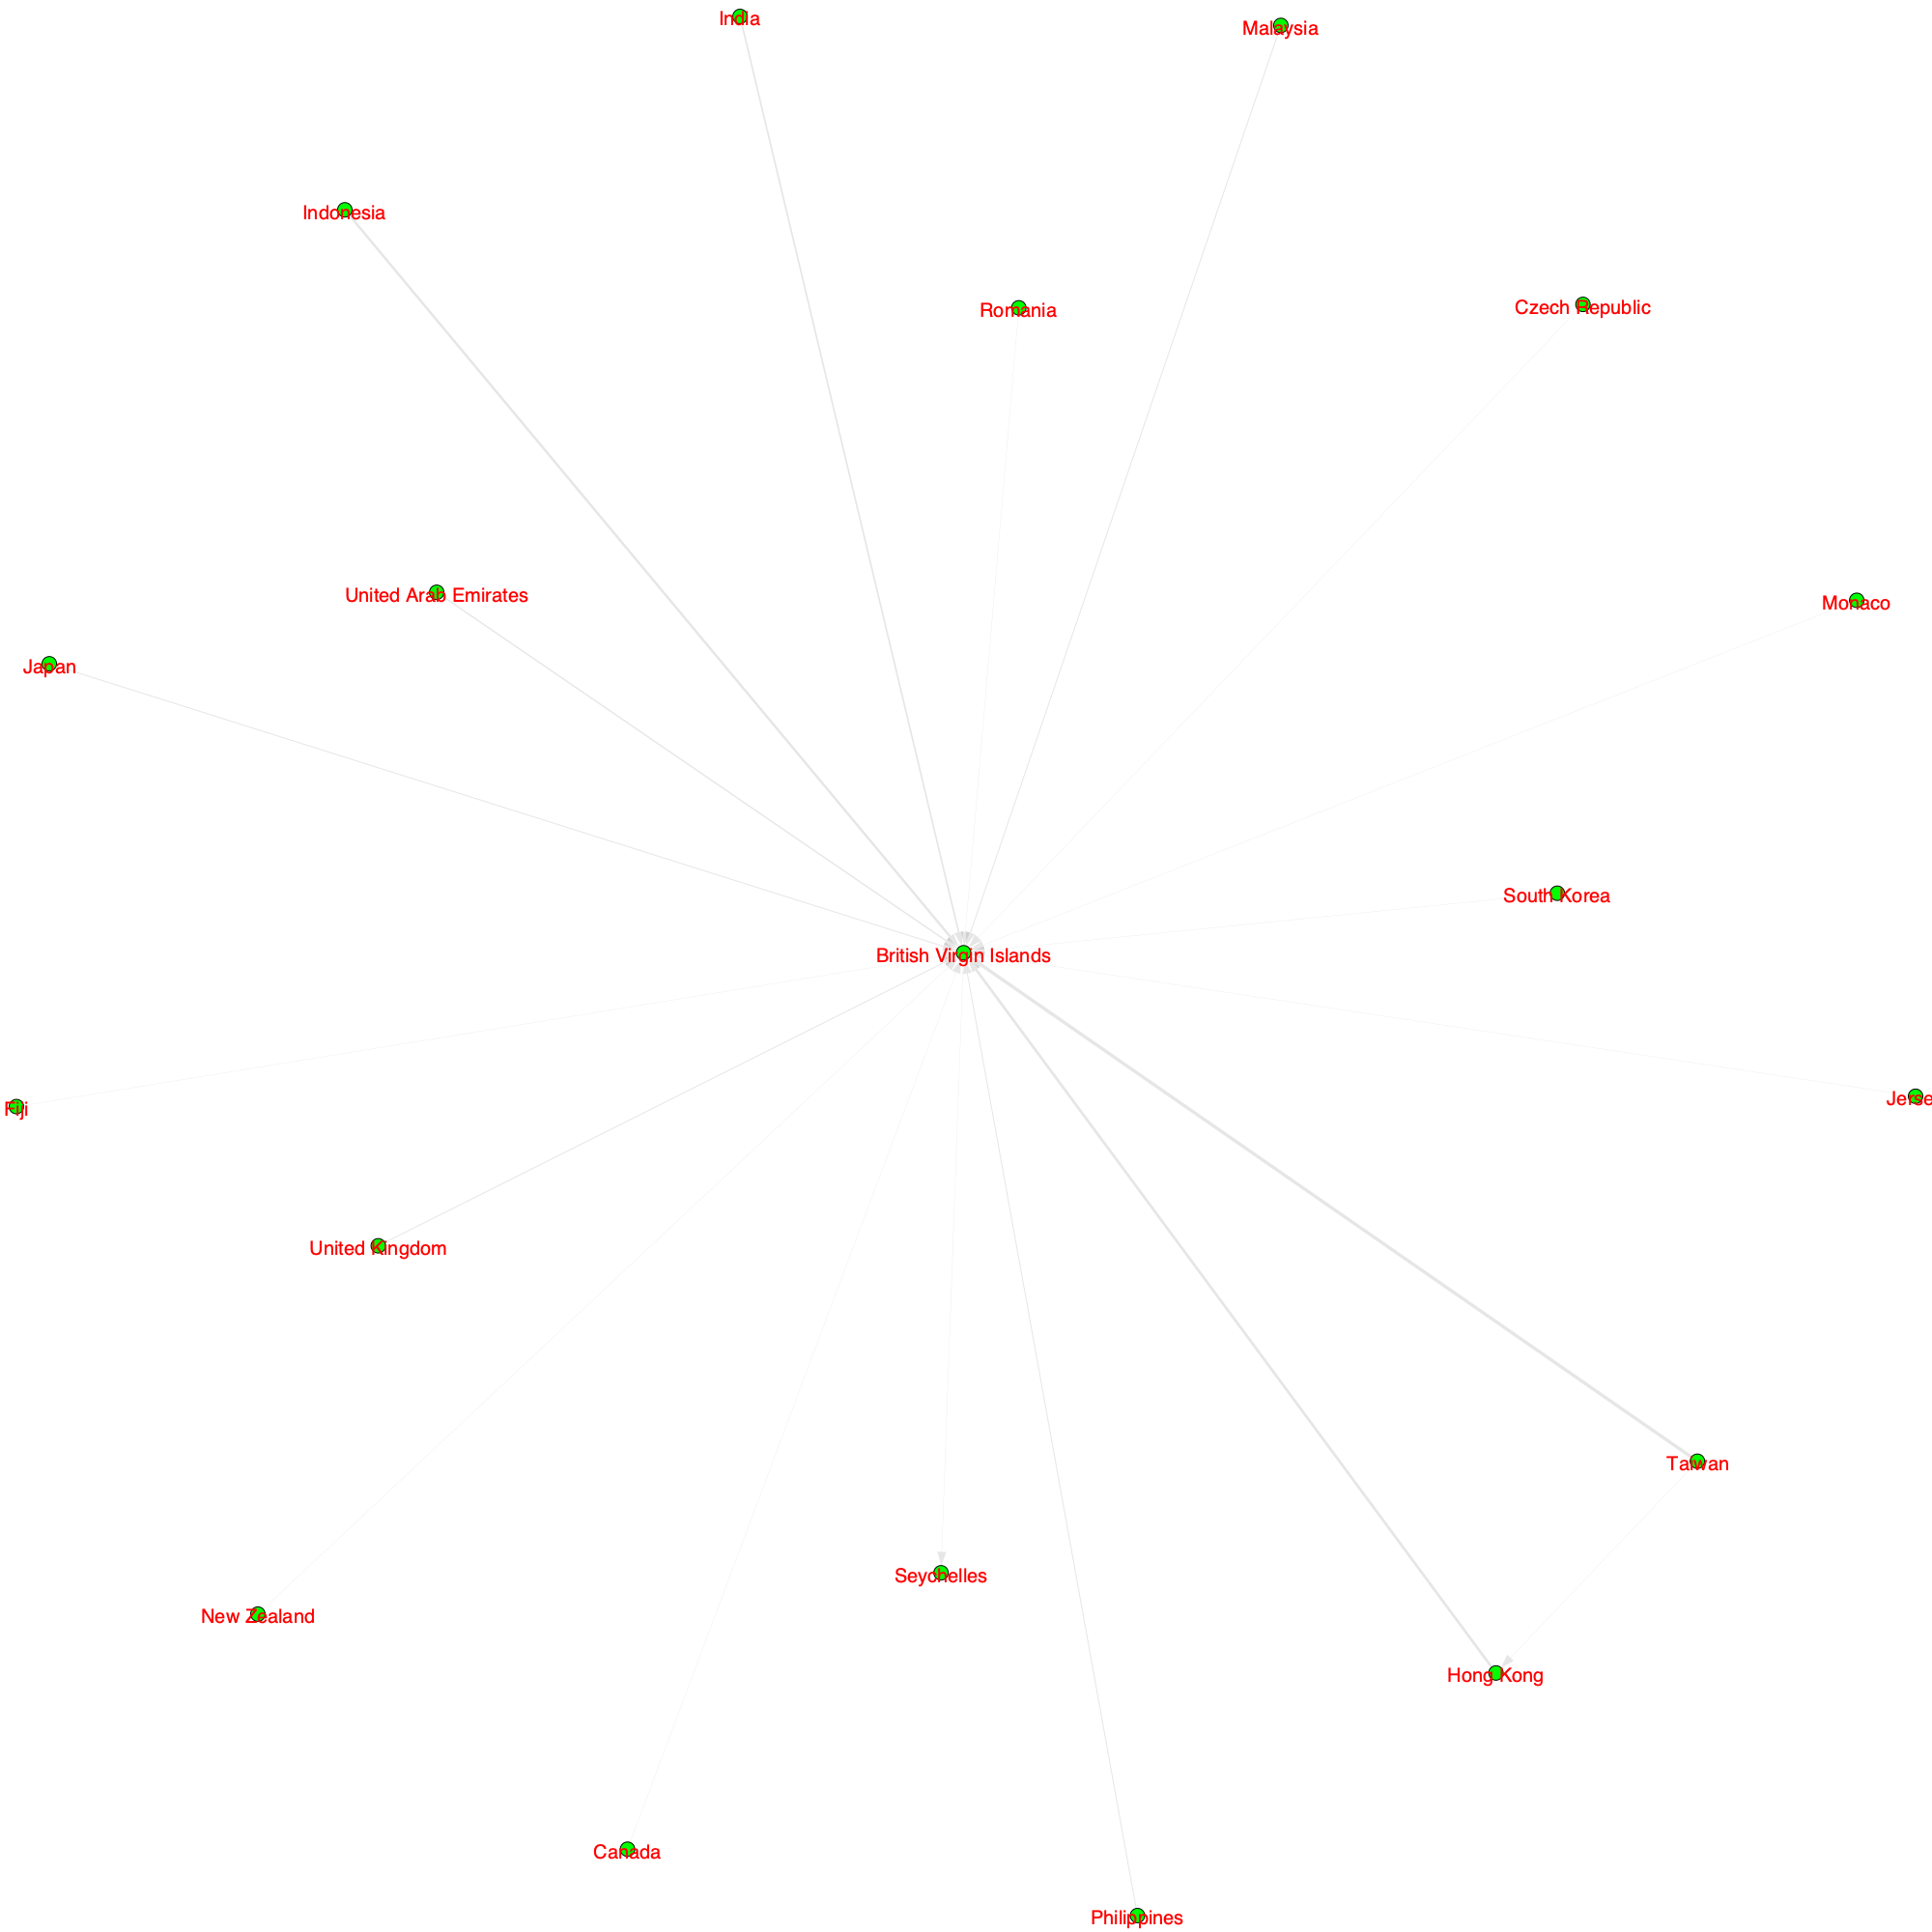 India
Malaysia
Indonesia
Romania
Czech Republic
United Arab Emirates
Monaco
Japan
South Korea
British Virgin Islands
Jerse
Fiji
United Kingdom
Taiwan
Seychelles
New Zealand
Hong Kong
Canada
Philippines